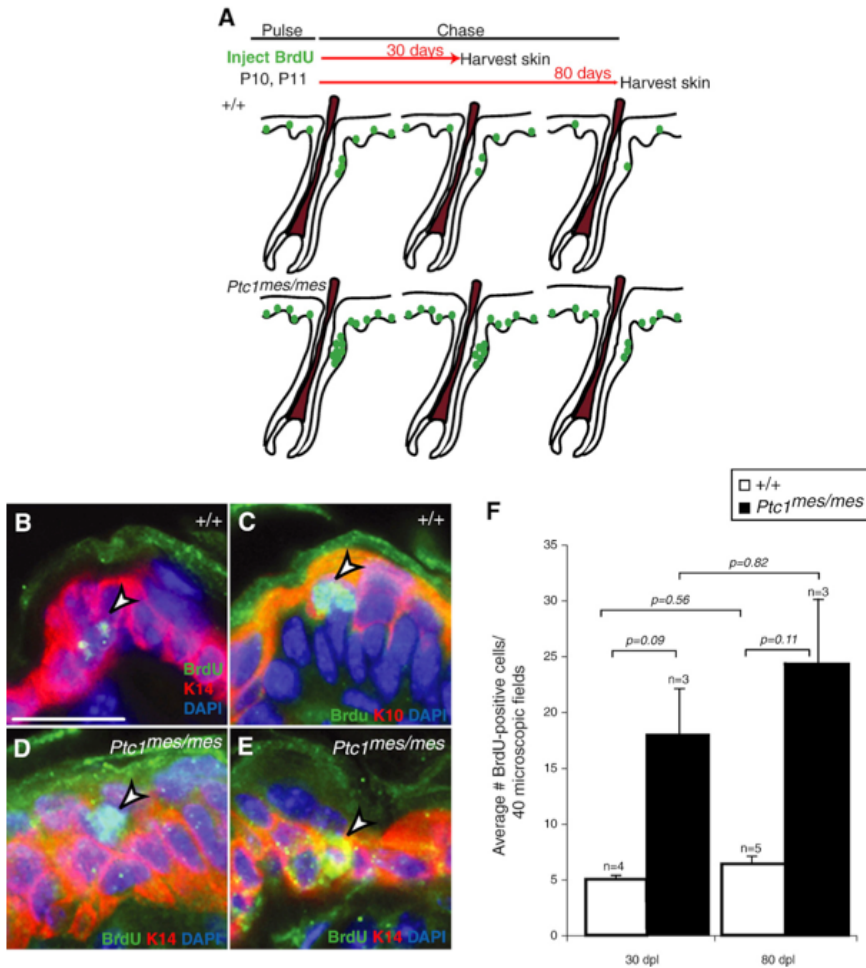 A
Pulse Chase
Inject BrdU 30 days Harvest skin
P10, P11 80 days Harvest skin
+/+
Ptc1mes/mes
B +/+
BrdU
K14
DAPI
C +/+
Brdu K10 DAPI
D Ptc1mes/mes
BrdU K14 DAPI
E Ptc1mes/mes
BrdU K14 DAPI
F
+/+
Ptc1mes/mes
Average # BrdU-positive cells/
40 microscopic fields
35
30
25
20
15
10
5
0
p=0.82
p=0.56
p=0.09
p=0.11
n=4
n=3
n=5
n=3
30 dpl 80 dpl